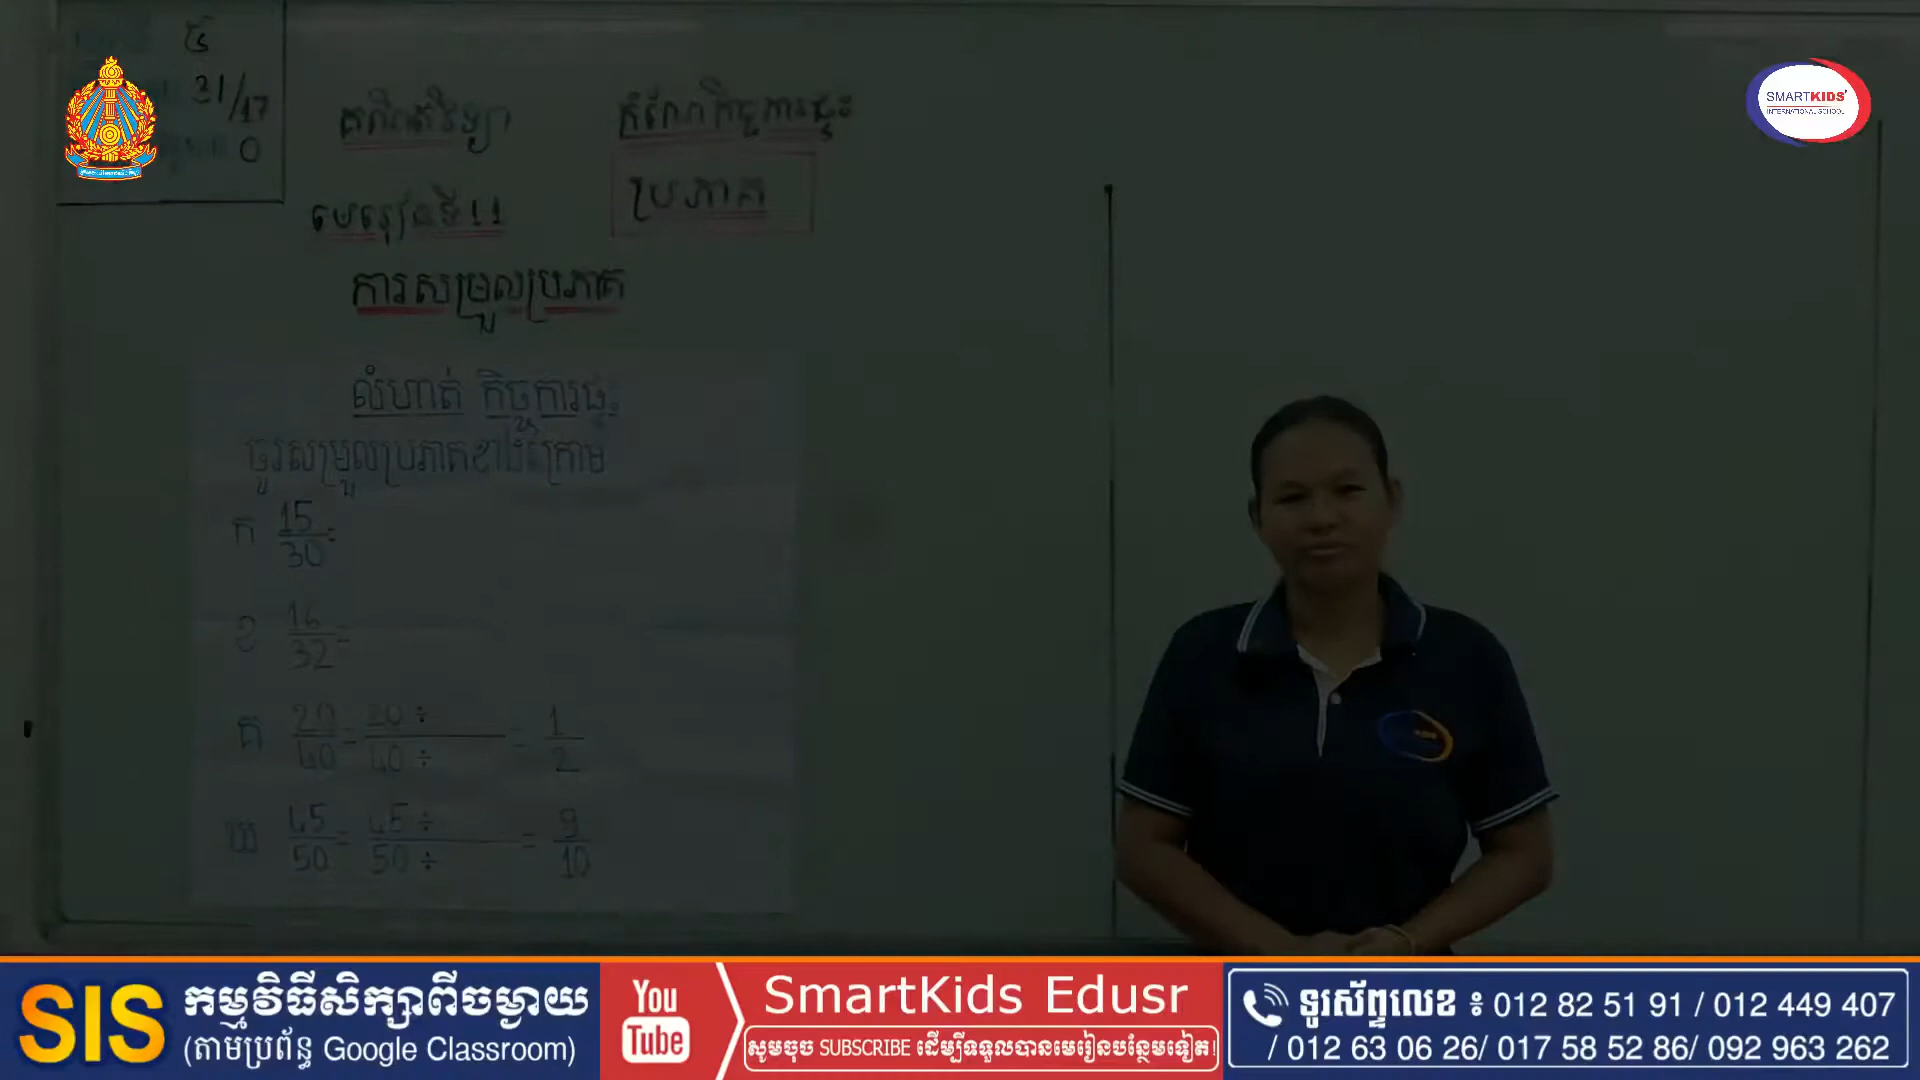 ៥
31/17
0
គណិតវិទ្យា
កំណែកិច្ចការផ្ទះ
ប្រភាគ
មេរៀនទី11
ការសម្រួលប្រភាគ
លំហាត់ កិច្ចការផ្ទះ
ចូរសម្រួលប្រភាគខាងក្រោម
ក 15/30 =
ខ 16/32 =
គ 20/40 = 20 ÷ / 40 ÷ = 1/2
ឃ 45/50 = 45 ÷ / 50 ÷ = 9/10
SMARTKIDS'
INTERNATIONAL SCHOOL
SIS
កម្មវិធីសិក្សាពីចម្ងាយ
(តាមប្រព័ន្ធ Google Classroom)
You
Tube
SmartKids Edusr
សូមចុច SUBSCRIBE ដើម្បីទទួលបានមេរៀនបន្ថែមទៀត!
ទូរស័ព្ទលេខ ៖ 012 82 51 91 / 012 449 407
/ 012 63 06 26/ 017 58 52 86/ 092 963 262